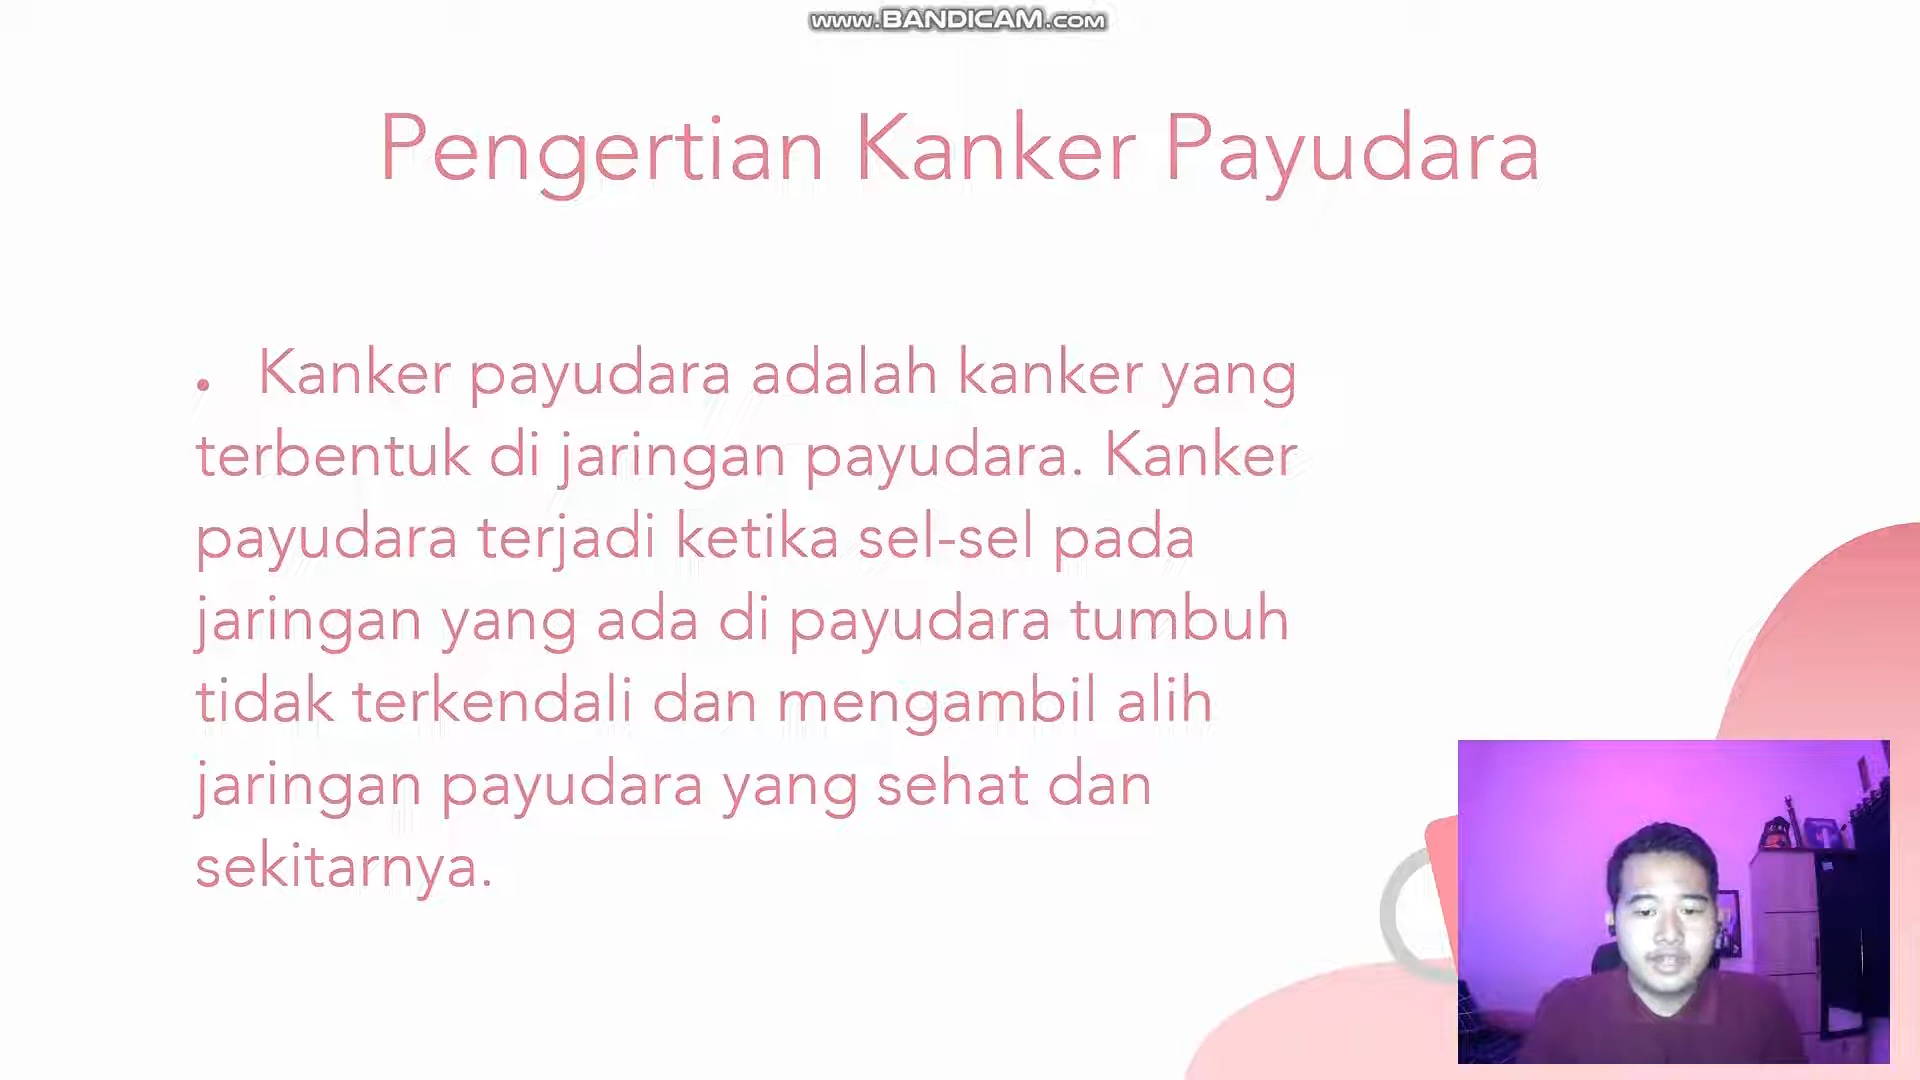 www.BANDICAM.com
Pengertian Kanker Payudara
• Kanker payudara adalah kanker yang
terbentuk di jaringan payudara. Kanker
payudara terjadi ketika sel-sel pada
jaringan yang ada di payudara tumbuh
tidak terkendali dan mengambil alih
jaringan payudara yang sehat dan
sekitarnya.